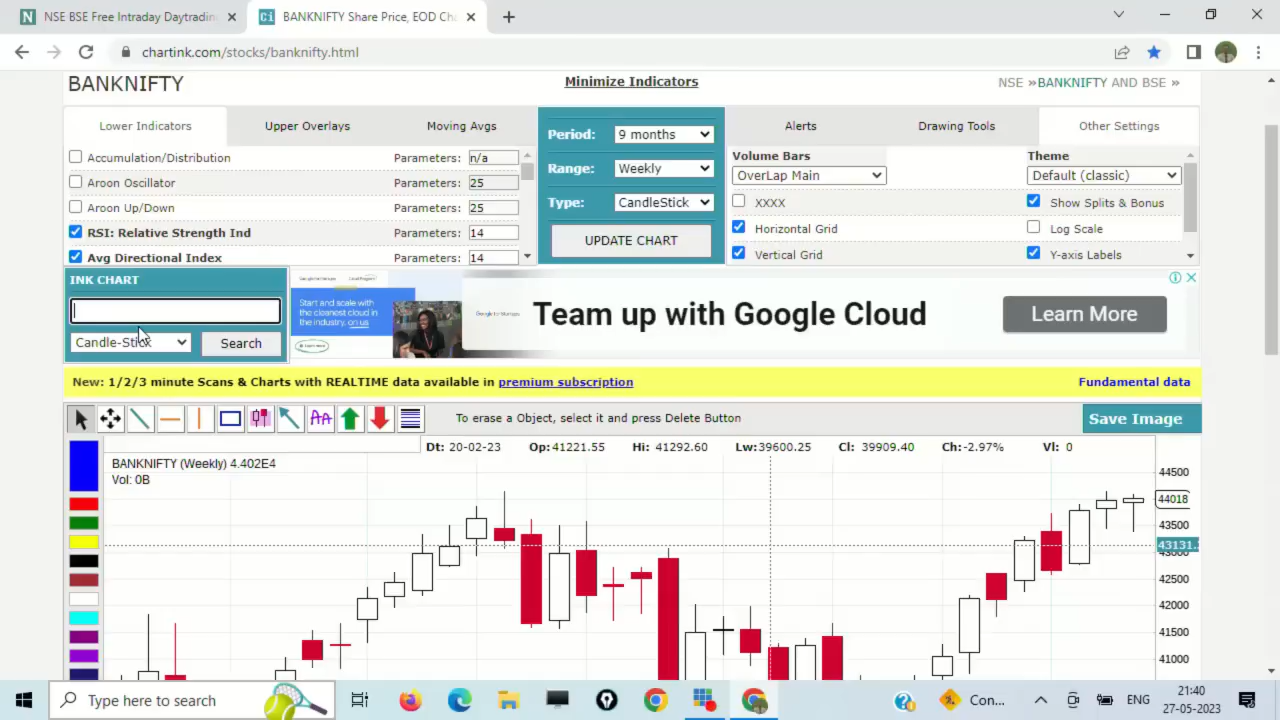 NSE BSE Free Intraday Daytradin
BANKNIFTY Share Price, EOD Cha
chartink.com/stocks/banknifty.html
BANKNIFTY
Minimize Indicators
NSE »BANKNIFTY AND BSE »
Lower Indicators
Upper Overlays
Moving Avgs
Period:
9 months
Alerts
Drawing Tools
Other Settings
Accumulation/Distribution
Parameters:
n/a
Aroon Oscillator
Parameters:
25
Aroon Up/Down
Parameters:
25
RSI: Relative Strength Ind
Parameters:
14
Avg Directional Index
Parameters:
14
Range:
Weekly
Type:
CandleStick
UPDATE CHART
Volume Bars
OverLap Main
XXXX
Horizontal Grid
Vertical Grid
Theme
Default (classic)
Show Splits & Bonus
Log Scale
Y-axis Labels
INK CHART
Candle-Stick
Search
Start and scale with
the cleanest cloud in
the industry, on us
Team up with Google Cloud
Learn More
New: 1/2/3 minute Scans & Charts with REALTIME data available in premium subscription
Fundamental data
AA
To erase a Object, select it and press Delete Button
Save Image
Dt: 20-02-23 Op:41221.55 Hi: 41292.60 Lw:39600.25 Cl: 39909.40 Ch:-2.97% Vl: 0
BANKNIFTY (Weekly) 4.402E4
Vol: 0B
44500
44018
43500
43131.
43000
42500
42000
41500
41000
Type here to search
Con...
ENG
21:40
27-05-2023